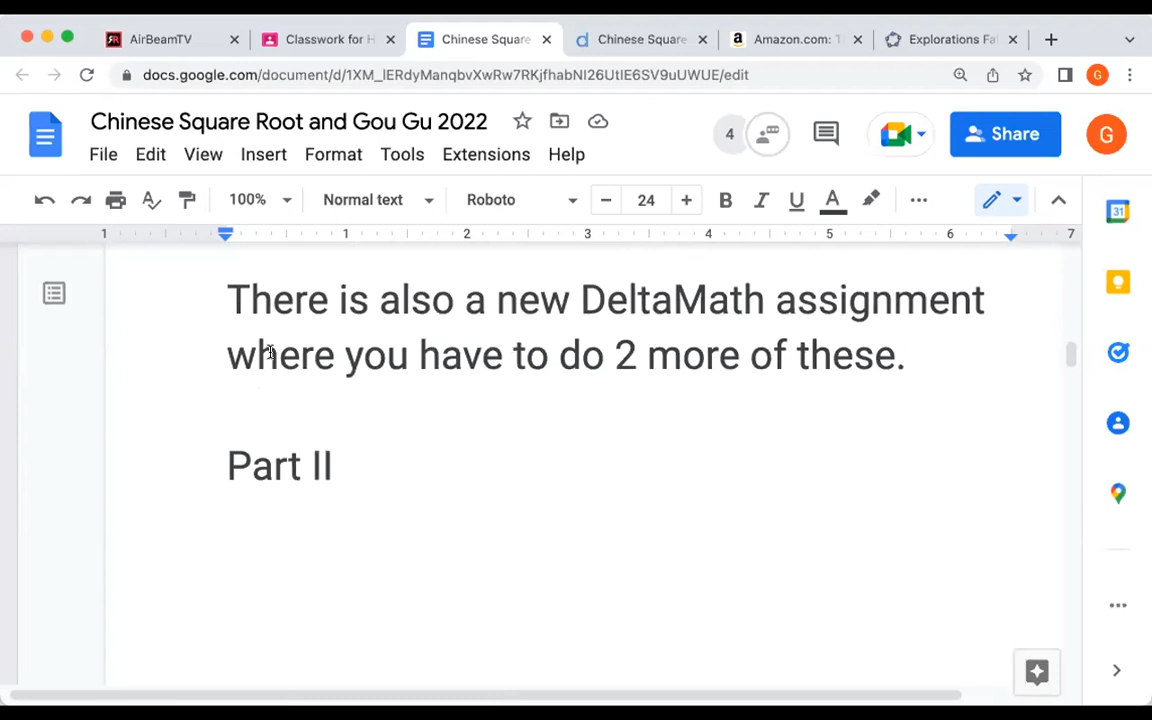 AirBeamTV
Classwork for H
Chinese Square
Chinese Square
Amazon.com: T
Explorations Fa
docs.google.com/document/d/1XM_lERdyManqbvXwRw7RKjfhabNI26UtlE6SV9uUWUE/edit
G
Chinese Square Root and Gou Gu 2022
4
Share
G
File Edit View Insert Format Tools Extensions Help
100% Normal text Roboto 24 B I U A
31
1 1 2 3 4 5 6 7
There is also a new DeltaMath assignment
where you have to do 2 more of these.
Part II